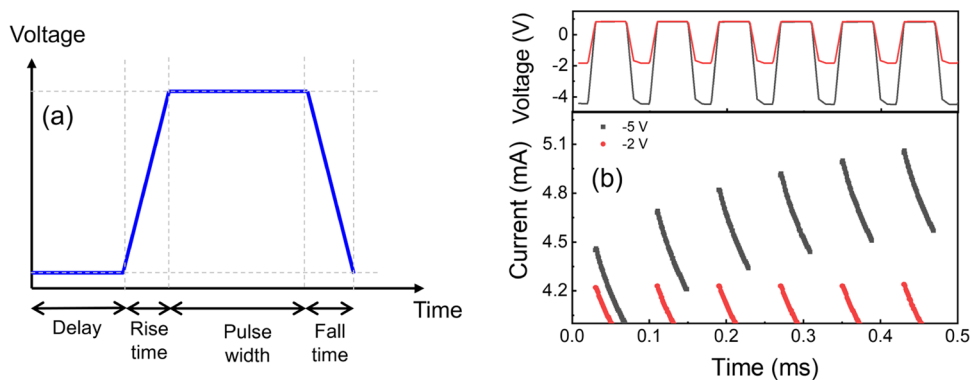 Voltage
(a)
Time
Delay
Rise
time
Pulse
width
Fall
time
Voltage (V)
0
-2
-4
-5 V
-2 V
(b)
Current (mA)
5.1
4.8
4.5
4.2
0.0 0.1 0.2 0.3 0.4 0.5
Time (ms)